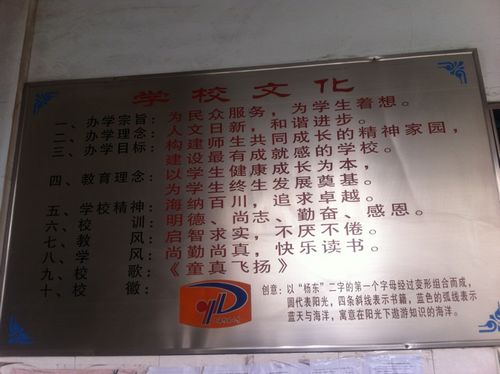 学校文化
一、办学宗旨：为民众服务，为学生着想。
二、办学理念：人文日新，和谐进步。
三、办学目标：构建师生共同成长的精神家园，
建设最有成就感的学校。
四、教育理念：以学生健康成长为本，
为学生终生发展奠基。
五、学校精神：海纳百川，追求卓越。
六、校训：明德、尚志、勤奋、感恩。
七、教风：启智求实，不厌不倦。
八、学风：尚勤尚真，快乐读书。
九、校歌：《童真飞扬》
十、校徽：
创意：以“杨东”二字的第一个字母经过变形组合而成，
圆代表阳光，四条斜线表示书籍，蓝色的弧线表示
蓝天与海洋，寓意在阳光下遨游知识的海洋。